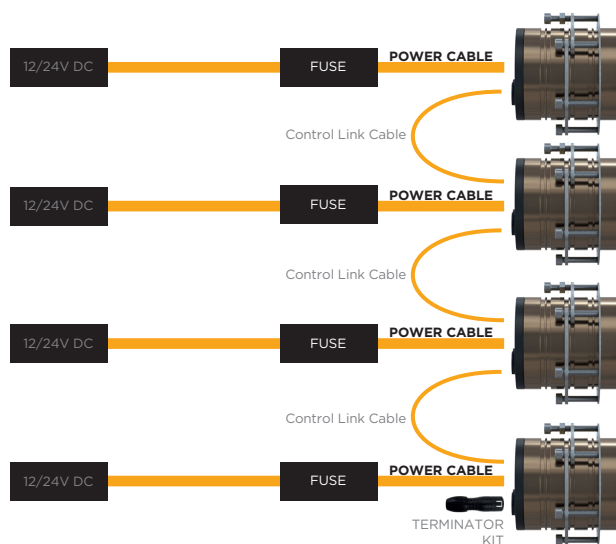 POWER CABLE
12/24V DC
FUSE
Control Link Cable
POWER CABLE
12/24V DC
FUSE
Control Link Cable
POWER CABLE
12/24V DC
FUSE
Control Link Cable
POWER CABLE
12/24V DC
FUSE
TERMINATOR
KIT